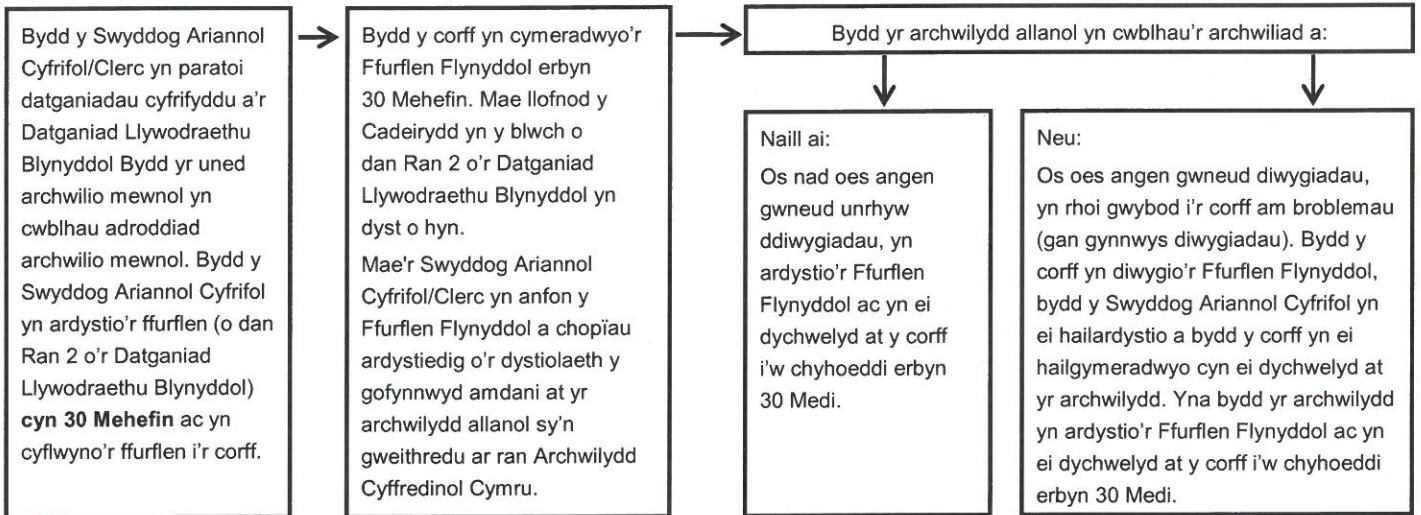 Bydd y Swyddog Ariannol
Cyfrifol/Clerc yn paratoi
datganiadau cyfrifyddu a'r
Datganiad Llywodraethu
Blynyddol Bydd yr uned
archwilio mewnol yn
cwblhau adroddiad
archwilio mewnol. Bydd y
Swyddog Ariannol Cyfrifol
yn ardystio'r ffurflen (o dan
Ran 2 o'r Datganiad
Llywodraethu Blynyddol)
cyn 30 Mehefin ac yn
cyflwyno'r ffurflen i'r corff.
Bydd y corff yn cymeradwyo'r
Ffurflen Flynyddol erbyn
30 Mehefin. Mae llofnod y
Cadeirydd yn y blwch o
dan Ran 2 o'r Datganiad
Llywodraethu Blynyddol yn
dyst o hyn.
Mae'r Swyddog Ariannol
Cyfrifol/Clerc yn anfon y
Ffurflen Flynyddol a chopïau
ardystiedig o'r dystiolaeth y
gofynnwyd amdani at yr
archwilydd allanol sy'n
gweithredu ar ran Archwilydd
Cyffredinol Cymru.
Bydd yr archwilydd allanol yn cwblhau'r archwiliad a:
Naill ai:
Os nad oes angen
gwneud unrhyw
ddiwygiadau, yn
ardystio'r Ffurflen
Flynyddol ac yn ei
dychwelyd at y corff
i'w chyhoeddi erbyn
30 Medi.
Neu:
Os oes angen gwneud diwygiadau,
yn rhoi gwybod i'r corff am broblemau
(gan gynnwys diwygiadau). Bydd y
corff yn diwygio'r Ffurflen Flynyddol,
bydd y Swyddog Ariannol Cyfrifol yn
ei hailardystio a bydd y corff yn ei
hailgymeradwyo cyn ei dychwelyd at
yr archwilydd. Yna bydd yr archwilydd
yn ardystio'r Ffurflen Flynyddol ac yn
ei dychwelyd at y corff i'w chyhoeddi
erbyn 30 Medi.